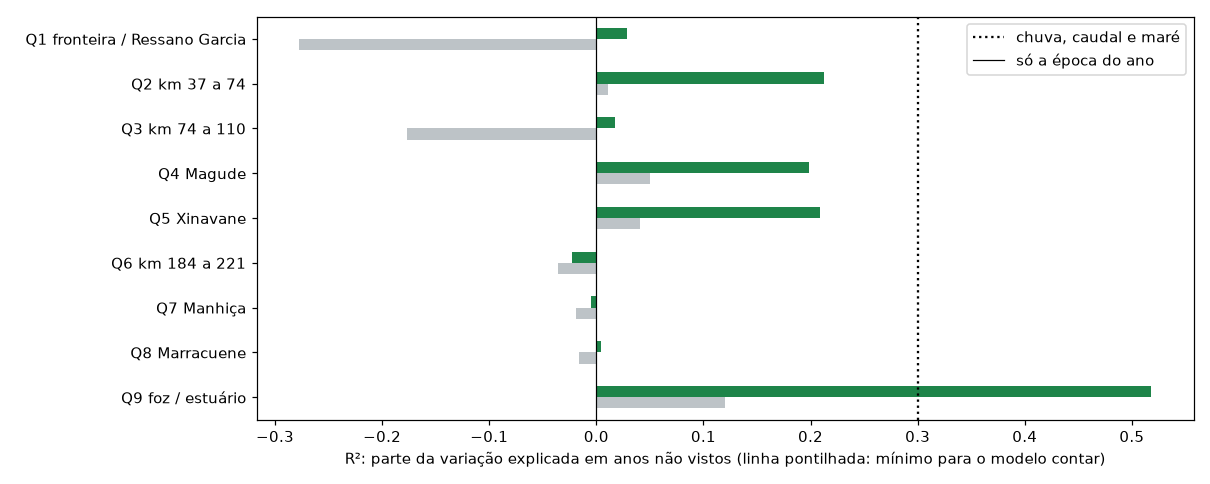 Q1 fronteira / Ressano Garcia
Q2 km 37 a 74
Q3 km 74 a 110
Q4 Magude
Q5 Xinavane
Q6 km 184 a 221
Q7 Manhiça
Q8 Marracuene
Q9 foz / estuário
chuva, caudal e maré
só a época do ano
−0.3 −0.2 −0.1 0.0 0.1 0.2 0.3 0.4 0.5
R²: parte da variação explicada em anos não vistos (linha pontilhada: mínimo para o modelo contar)